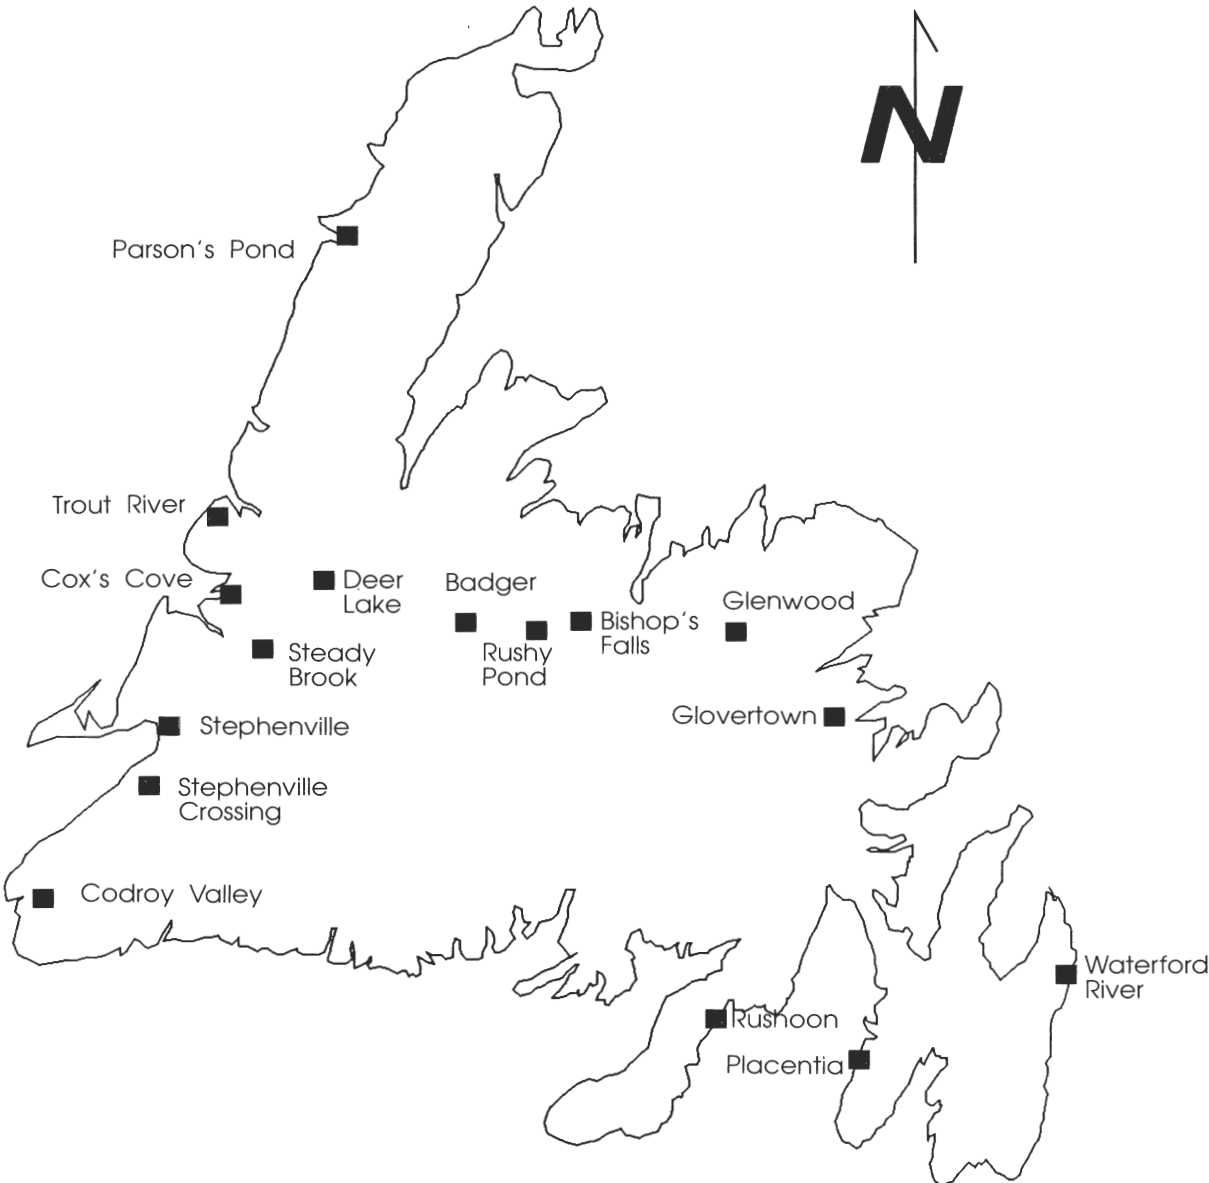 N
Parson's Pond
Trout River
Cox's Cove
Deer
Lake
Badger
Glenwood
Bishop's
Falls
Steady
Brook
Rushy
Pond
Stephenville
Glovertown
Stephenville
Crossing
Codroy Valley
Waterford
River
Rushoon
Placentia